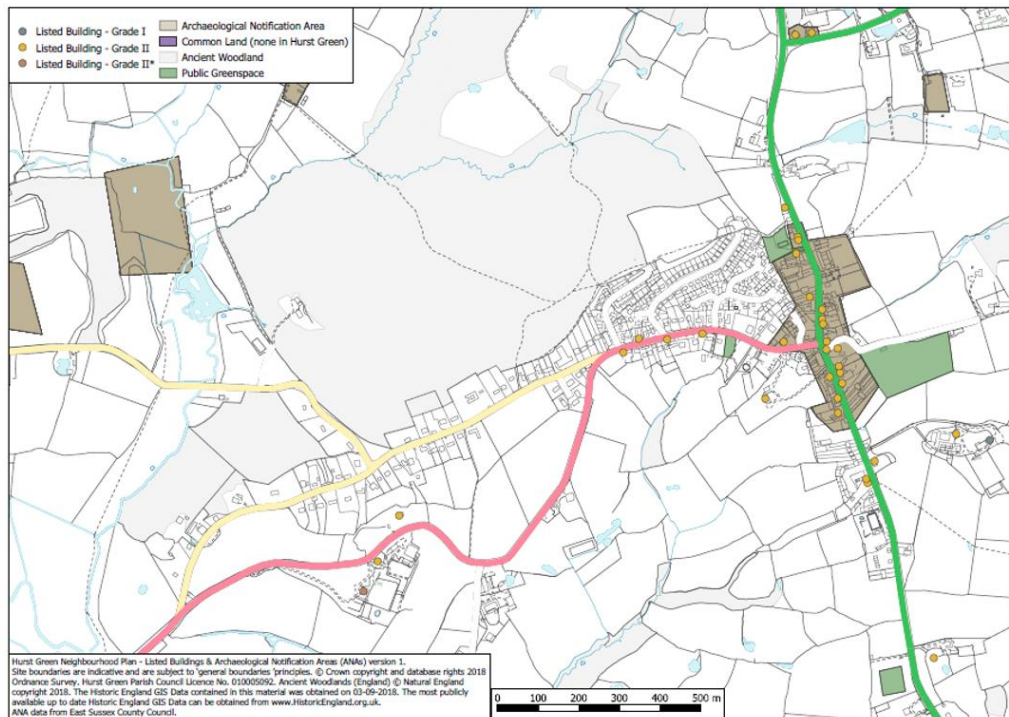 Listed Building - Grade I
Listed Building - Grade II
Listed Building - Grade II*
Archaeological Notification Area
Common Land (none in Hurst Green)
Ancient Woodland
Public Greenspace
Hurst Green Neighbourhood Plan - Listed Buildings & Archaeological Notification Areas (ANAs) version 1.
Site boundaries are indicative and are subject to 'general boundaries 'principles. © Crown copyright and database rights 2018
Ordnance Survey. Hurst Green Parish Council Licence No. 010005092. Ancient Woodlands (England) © Natural England
copyright 2018. The Historic England GIS Data contained in this material was obtained on 03-09-2018. The most publicly
available up to date Historic England GIS Data can be obtained from www.HistoricEngland.org.uk.
ANA data from East Sussex County Council.
0 100 200 300 400 500 m